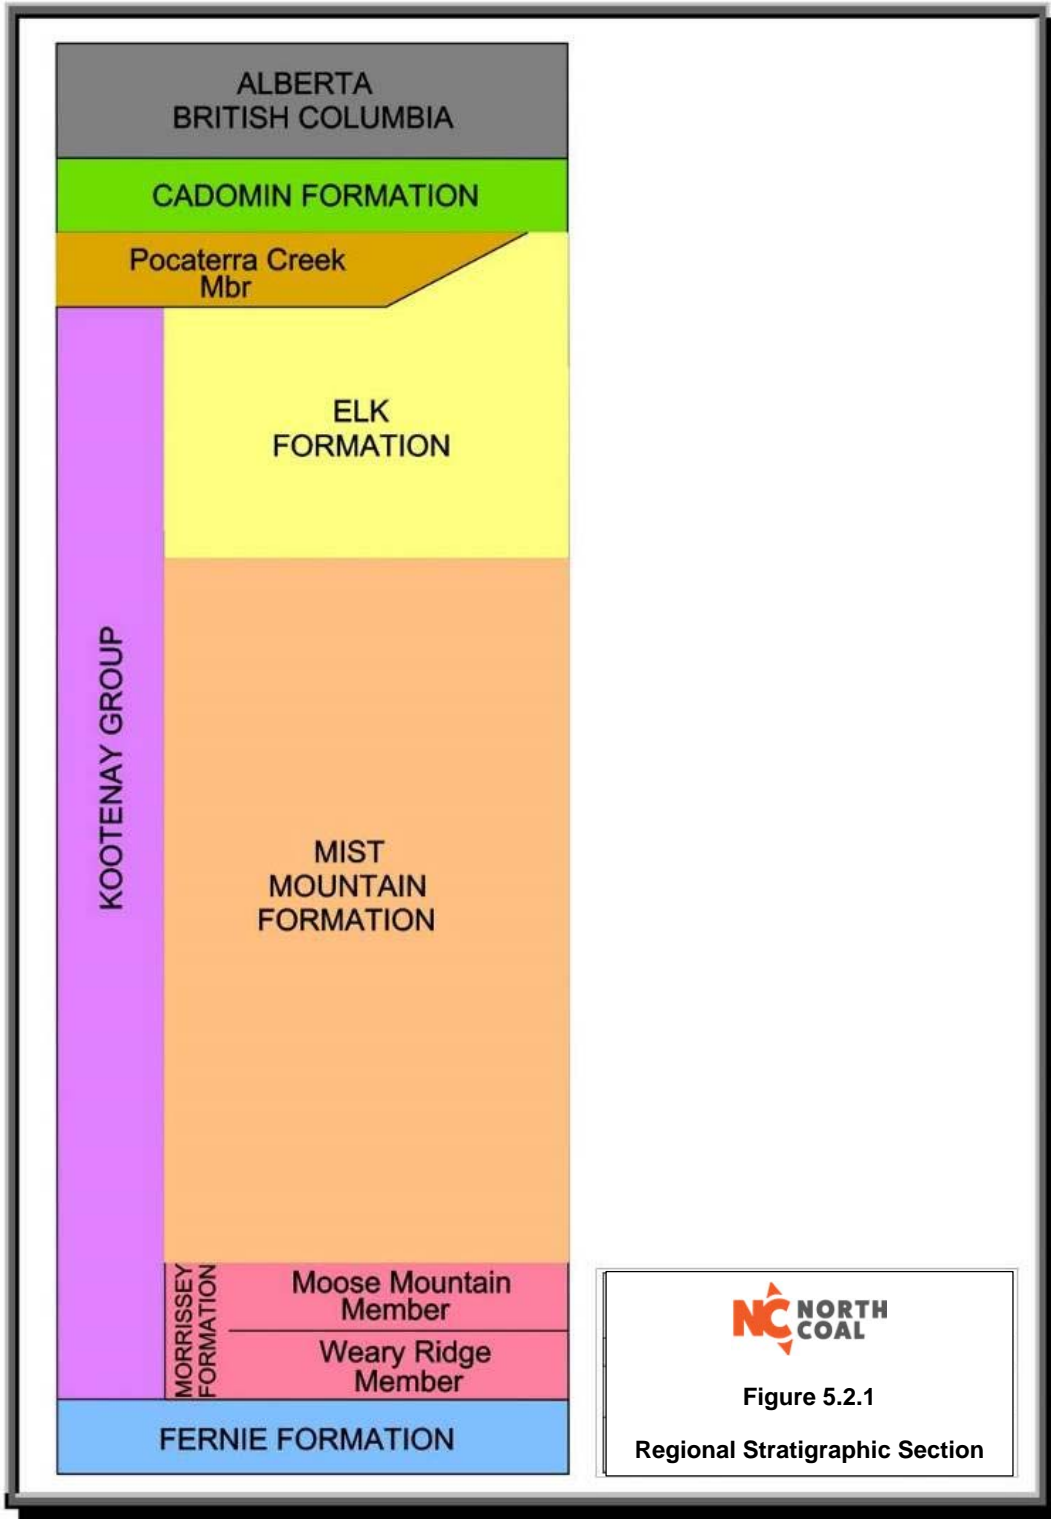 ALBERTA
BRITISH COLUMBIA
CADOMIN FORMATION
Pocaterra Creek
Mbr
ELK
FORMATION
KOOTENAY GROUP
MIST
MOUNTAIN
FORMATION
MORRISSEY
FORMATION
Moose Mountain
Member
Weary Ridge
Member
FERNIE FORMATION
NC NORTH
COAL
Figure 5.2.1
Regional Stratigraphic Section